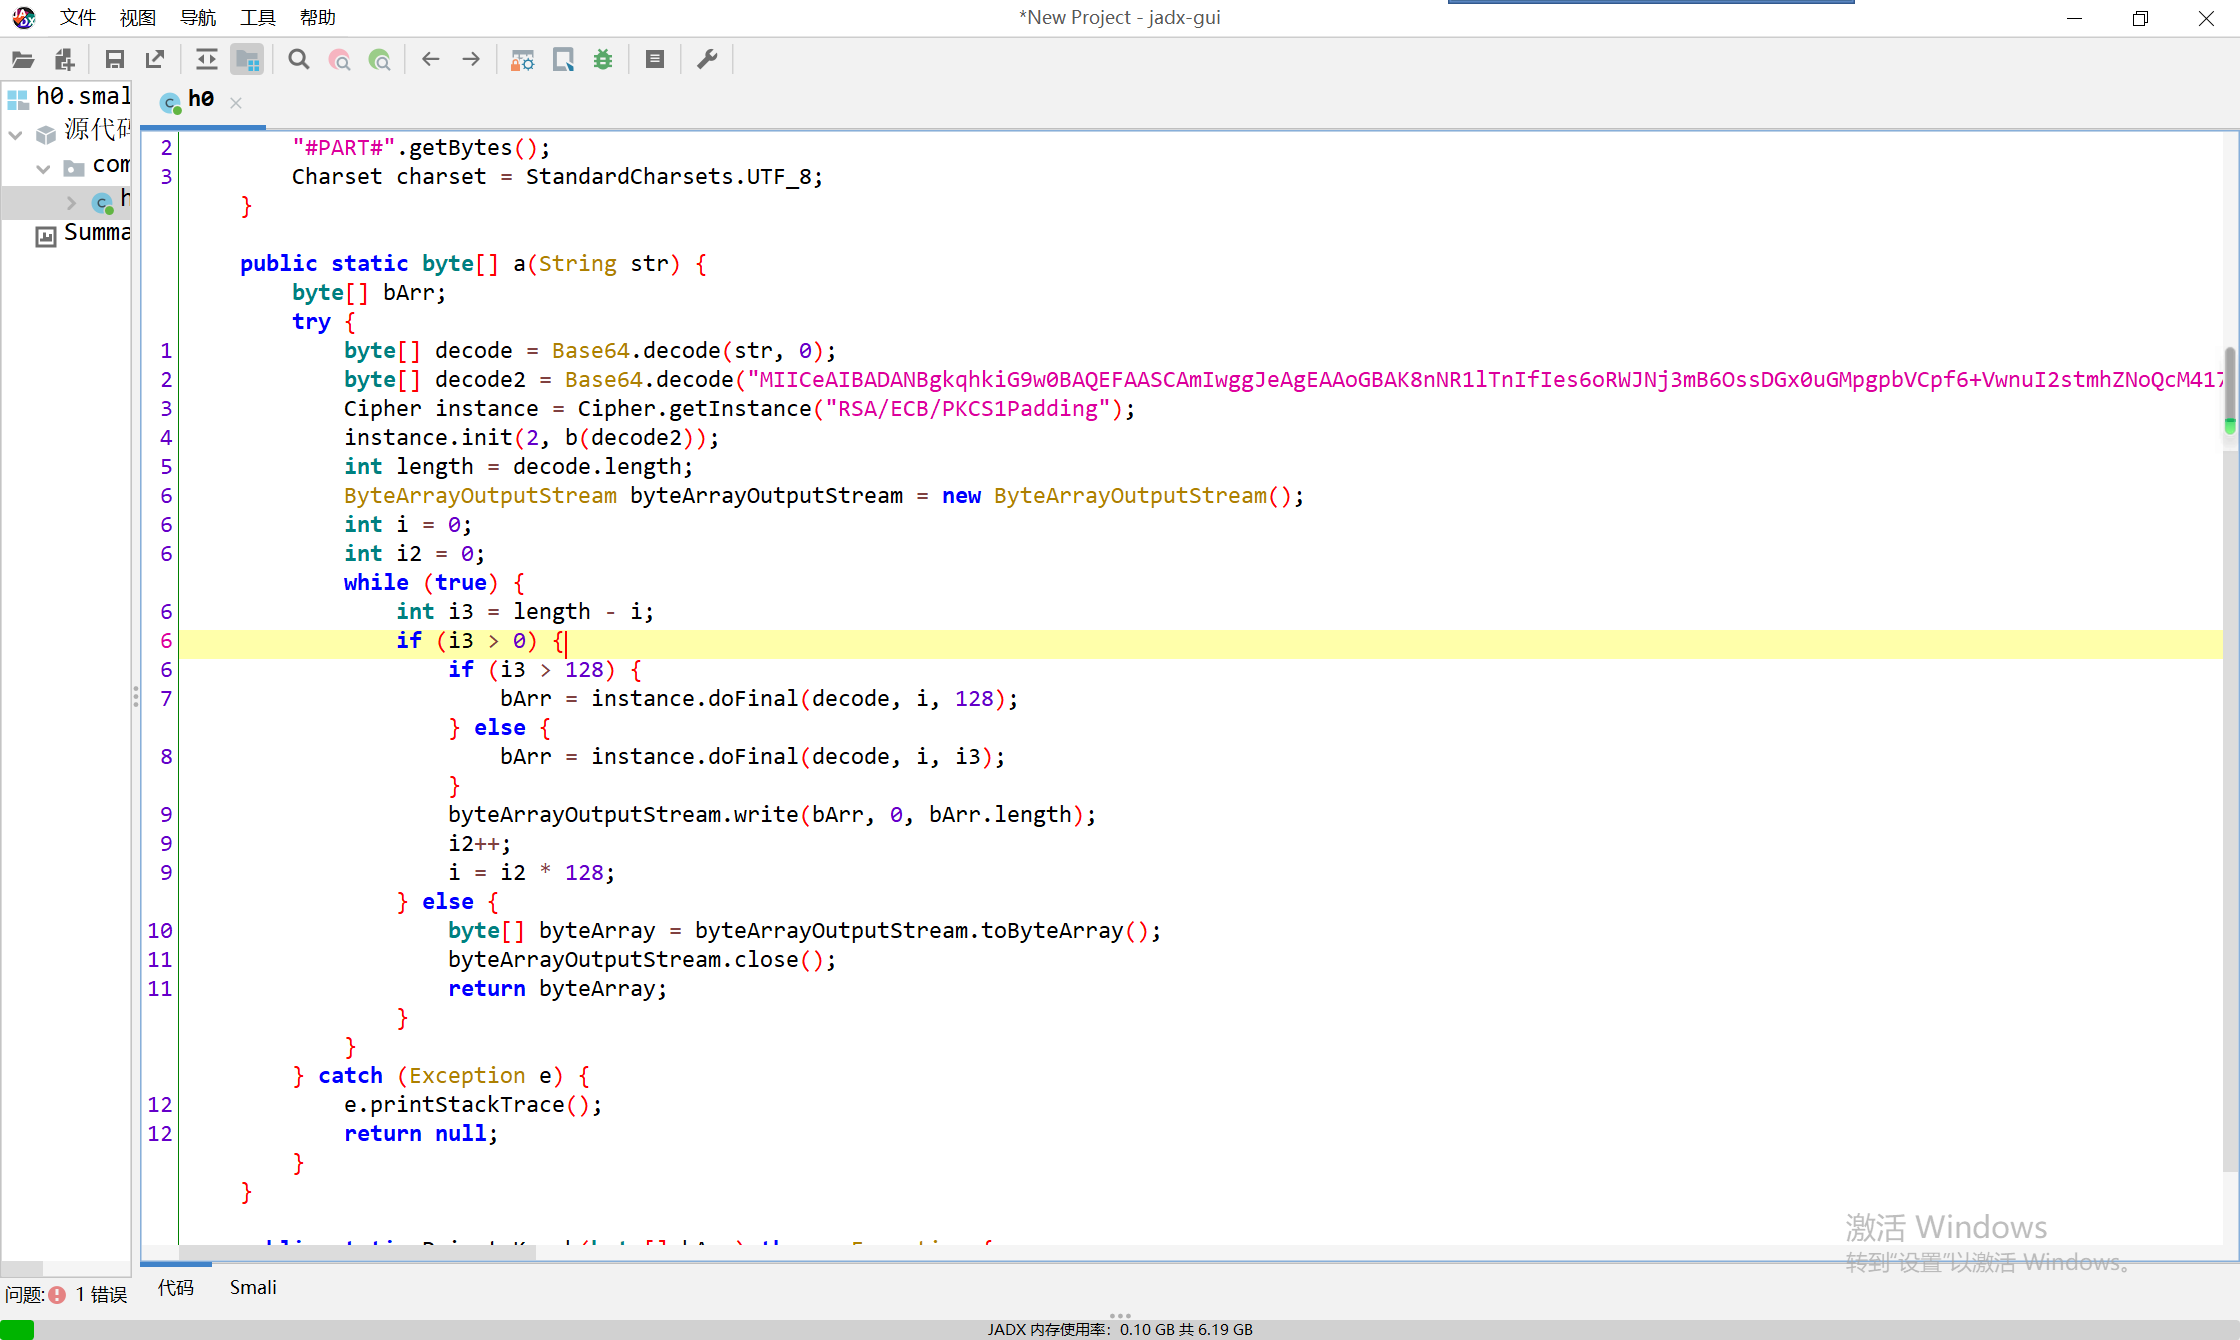 文件 视图 导航 工具 帮助
*New Project - jadx-gui
h0.smal
源代码
com
h
Summa
h0
2 "#PART#".getBytes();
3 Charset charset = StandardCharsets.UTF_8;
}
public static byte[] a(String str) {
byte[] bArr;
try {
1 byte[] decode = Base64.decode(str, 0);
2 byte[] decode2 = Base64.decode("MIICeAIBADANBgkqhkiG9w0BAQEFAASCAmIwggJeAgEAAoGBAK8nNR1lTnIfIes6oRWJNj3mB6OssDGx0uGMpgpbVCpf6+VwnuI2stmhZNoQcM417
3 Cipher instance = Cipher.getInstance("RSA/ECB/PKCS1Padding");
4 instance.init(2, b(decode2));
5 int length = decode.length;
6 ByteArrayOutputStream byteArrayOutputStream = new ByteArrayOutputStream();
6 int i = 0;
6 int i2 = 0;
while (true) {
6 int i3 = length - i;
6 if (i3 > 0) {
6 if (i3 > 128) {
7 bArr = instance.doFinal(decode, i, 128);
} else {
8 bArr = instance.doFinal(decode, i, i3);
}
9 byteArrayOutputStream.write(bArr, 0, bArr.length);
9 i2++;
9 i = i2 * 128;
} else {
10 byte[] byteArray = byteArrayOutputStream.toByteArray();
11 byteArrayOutputStream.close();
11 return byteArray;
}
}
} catch (Exception e) {
12 e.printStackTrace();
12 return null;
}
}
激活 Windows
转到"设置"以激活 Windows。
代码 Smali
问题: 1 错误
JADX 内存使用率: 0.10 GB 共 6.19 GB